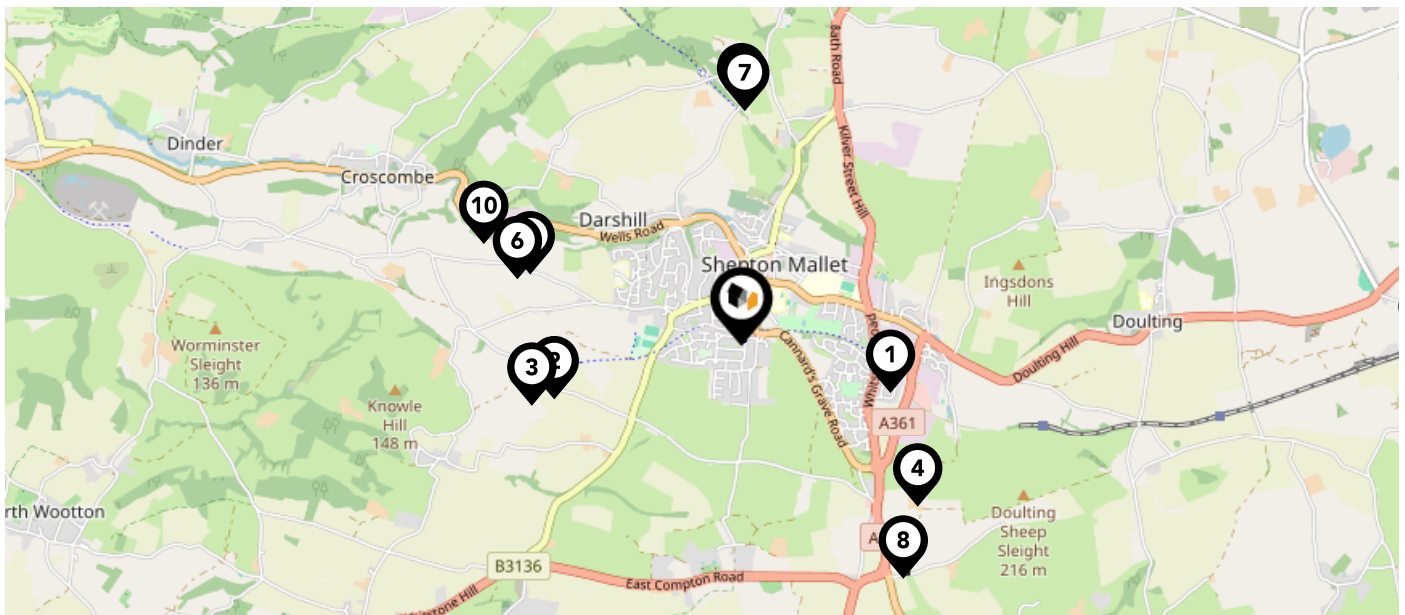 7
Bath Road
Dinder
Kilver Street Hill
Croscombe
10
Darshill
Wells Road
6
Shepton Mallet
Ingsdons
Hill
Doulting
Worminster
Sleight
136 m
1
Doulting Hill
3
2
Cannard's Grave Road
Knowle
Hill
148 m
A361
4
rth Wootton
Doulting
Sheep
Sleight
216 m
8
A
B3136
East Compton Road